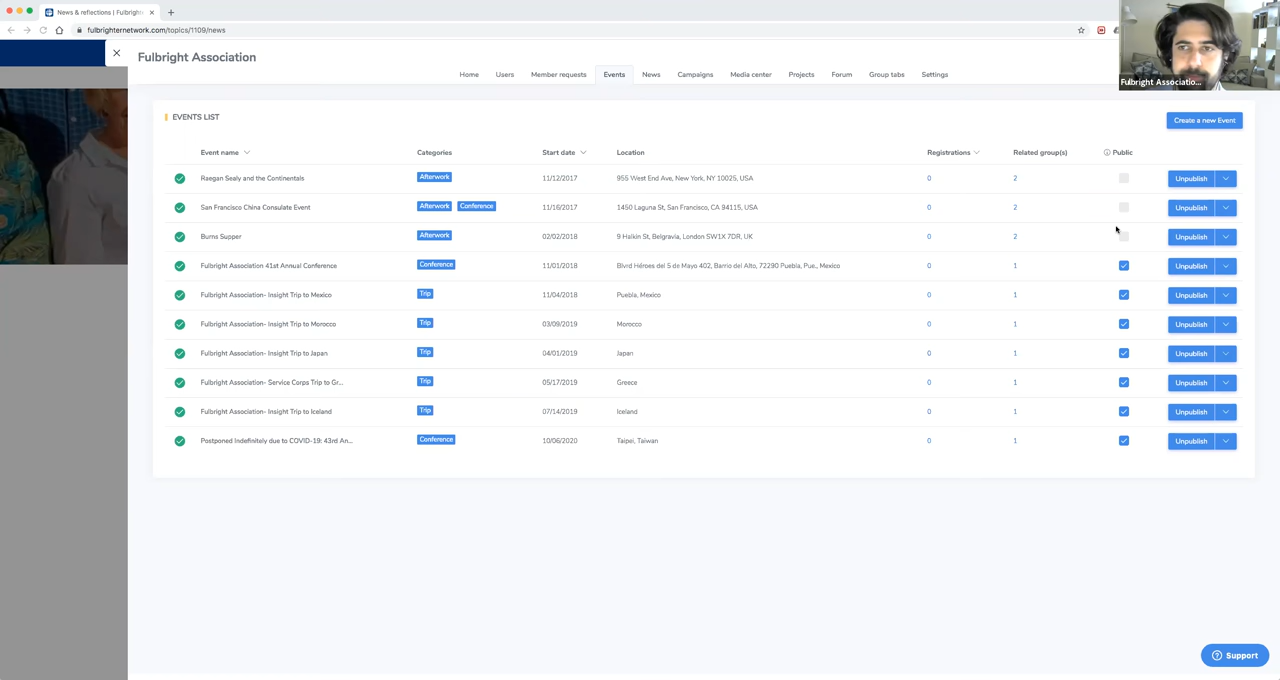 News & reflections | Fulbright
fulbrighternetwork.com/topics/1109/news
Fulbright Associatio...
Fulbright Association
Home Users Member requests Events News Campaigns Media center Projects Forum Group tabs Settings
EVENTS LIST
Create a new Event
Event name Categories Start date Location Registrations Related group(s) Public
Raegan Sealy and the Continentals Afterwork 11/12/2017 955 West End Ave, New York, NY 10025, USA 0 2 Unpublish
San Francisco China Consulate Event Afterwork Conference 11/16/2017 1450 Laguna St, San Francisco, CA 94115, USA 0 2 Unpublish
Burns Supper Afterwork 02/02/2018 9 Halkin St, Belgravia, London SW1X 7DR, UK 0 2 Unpublish
Fulbright Association 41st Annual Conference Conference 11/01/2018 Blvrd Héroes del 5 de Mayo 402, Barrio del Alto, 72290 Puebla, Pue., Mexico 0 1 Unpublish
Fulbright Association- Insight Trip to Mexico Trip 11/04/2018 Puebla, Mexico 0 1 Unpublish
Fulbright Association- Insight Trip to Morocco Trip 03/09/2019 Morocco 0 1 Unpublish
Fulbright Association- Insight Trip to Japan Trip 04/01/2019 Japan 0 1 Unpublish
Fulbright Association- Service Corps Trip to Gr... Trip 05/17/2019 Greece 0 1 Unpublish
Fulbright Association- Insight Trip to Iceland Trip 07/14/2019 Iceland 0 1 Unpublish
Postponed Indefinitely due to COVID-19: 43rd An... Conference 10/06/2020 Taipei, Taiwan 0 1 Unpublish
Support